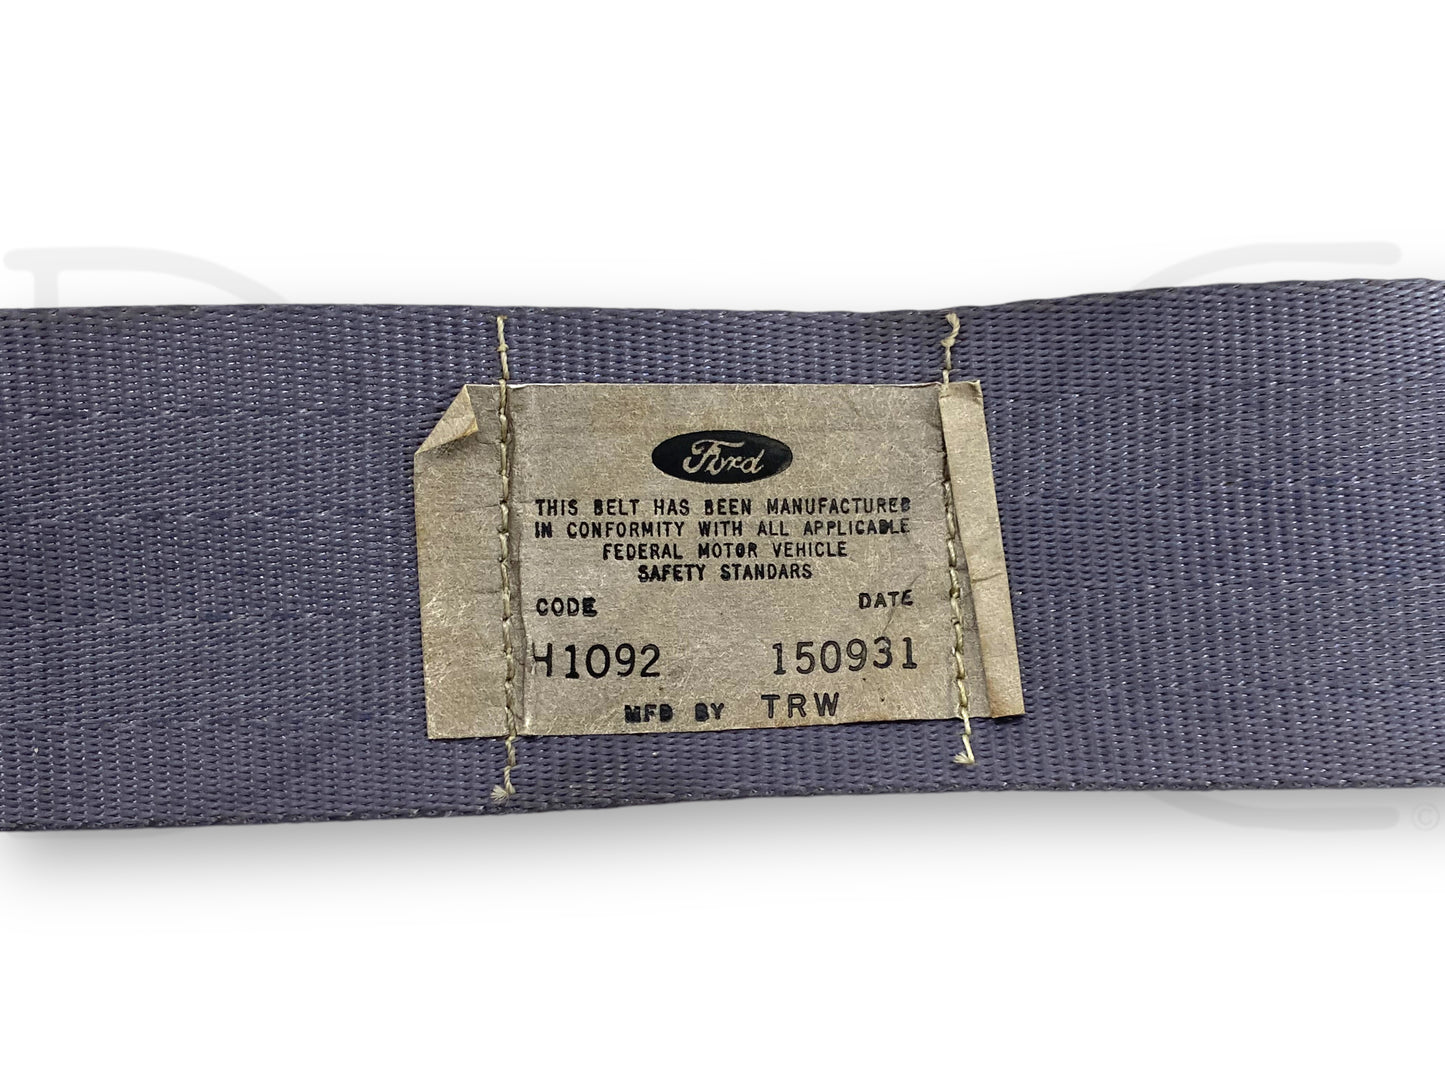 Ford
THIS BELT HAS BEEN MANUFACTURED
IN CONFORMITY WITH ALL APPLICABLE
FEDERAL MOTOR VEHICLE
SAFETY STANDARS
CODE DATE
H1092 150931
MFD BY TRW
©